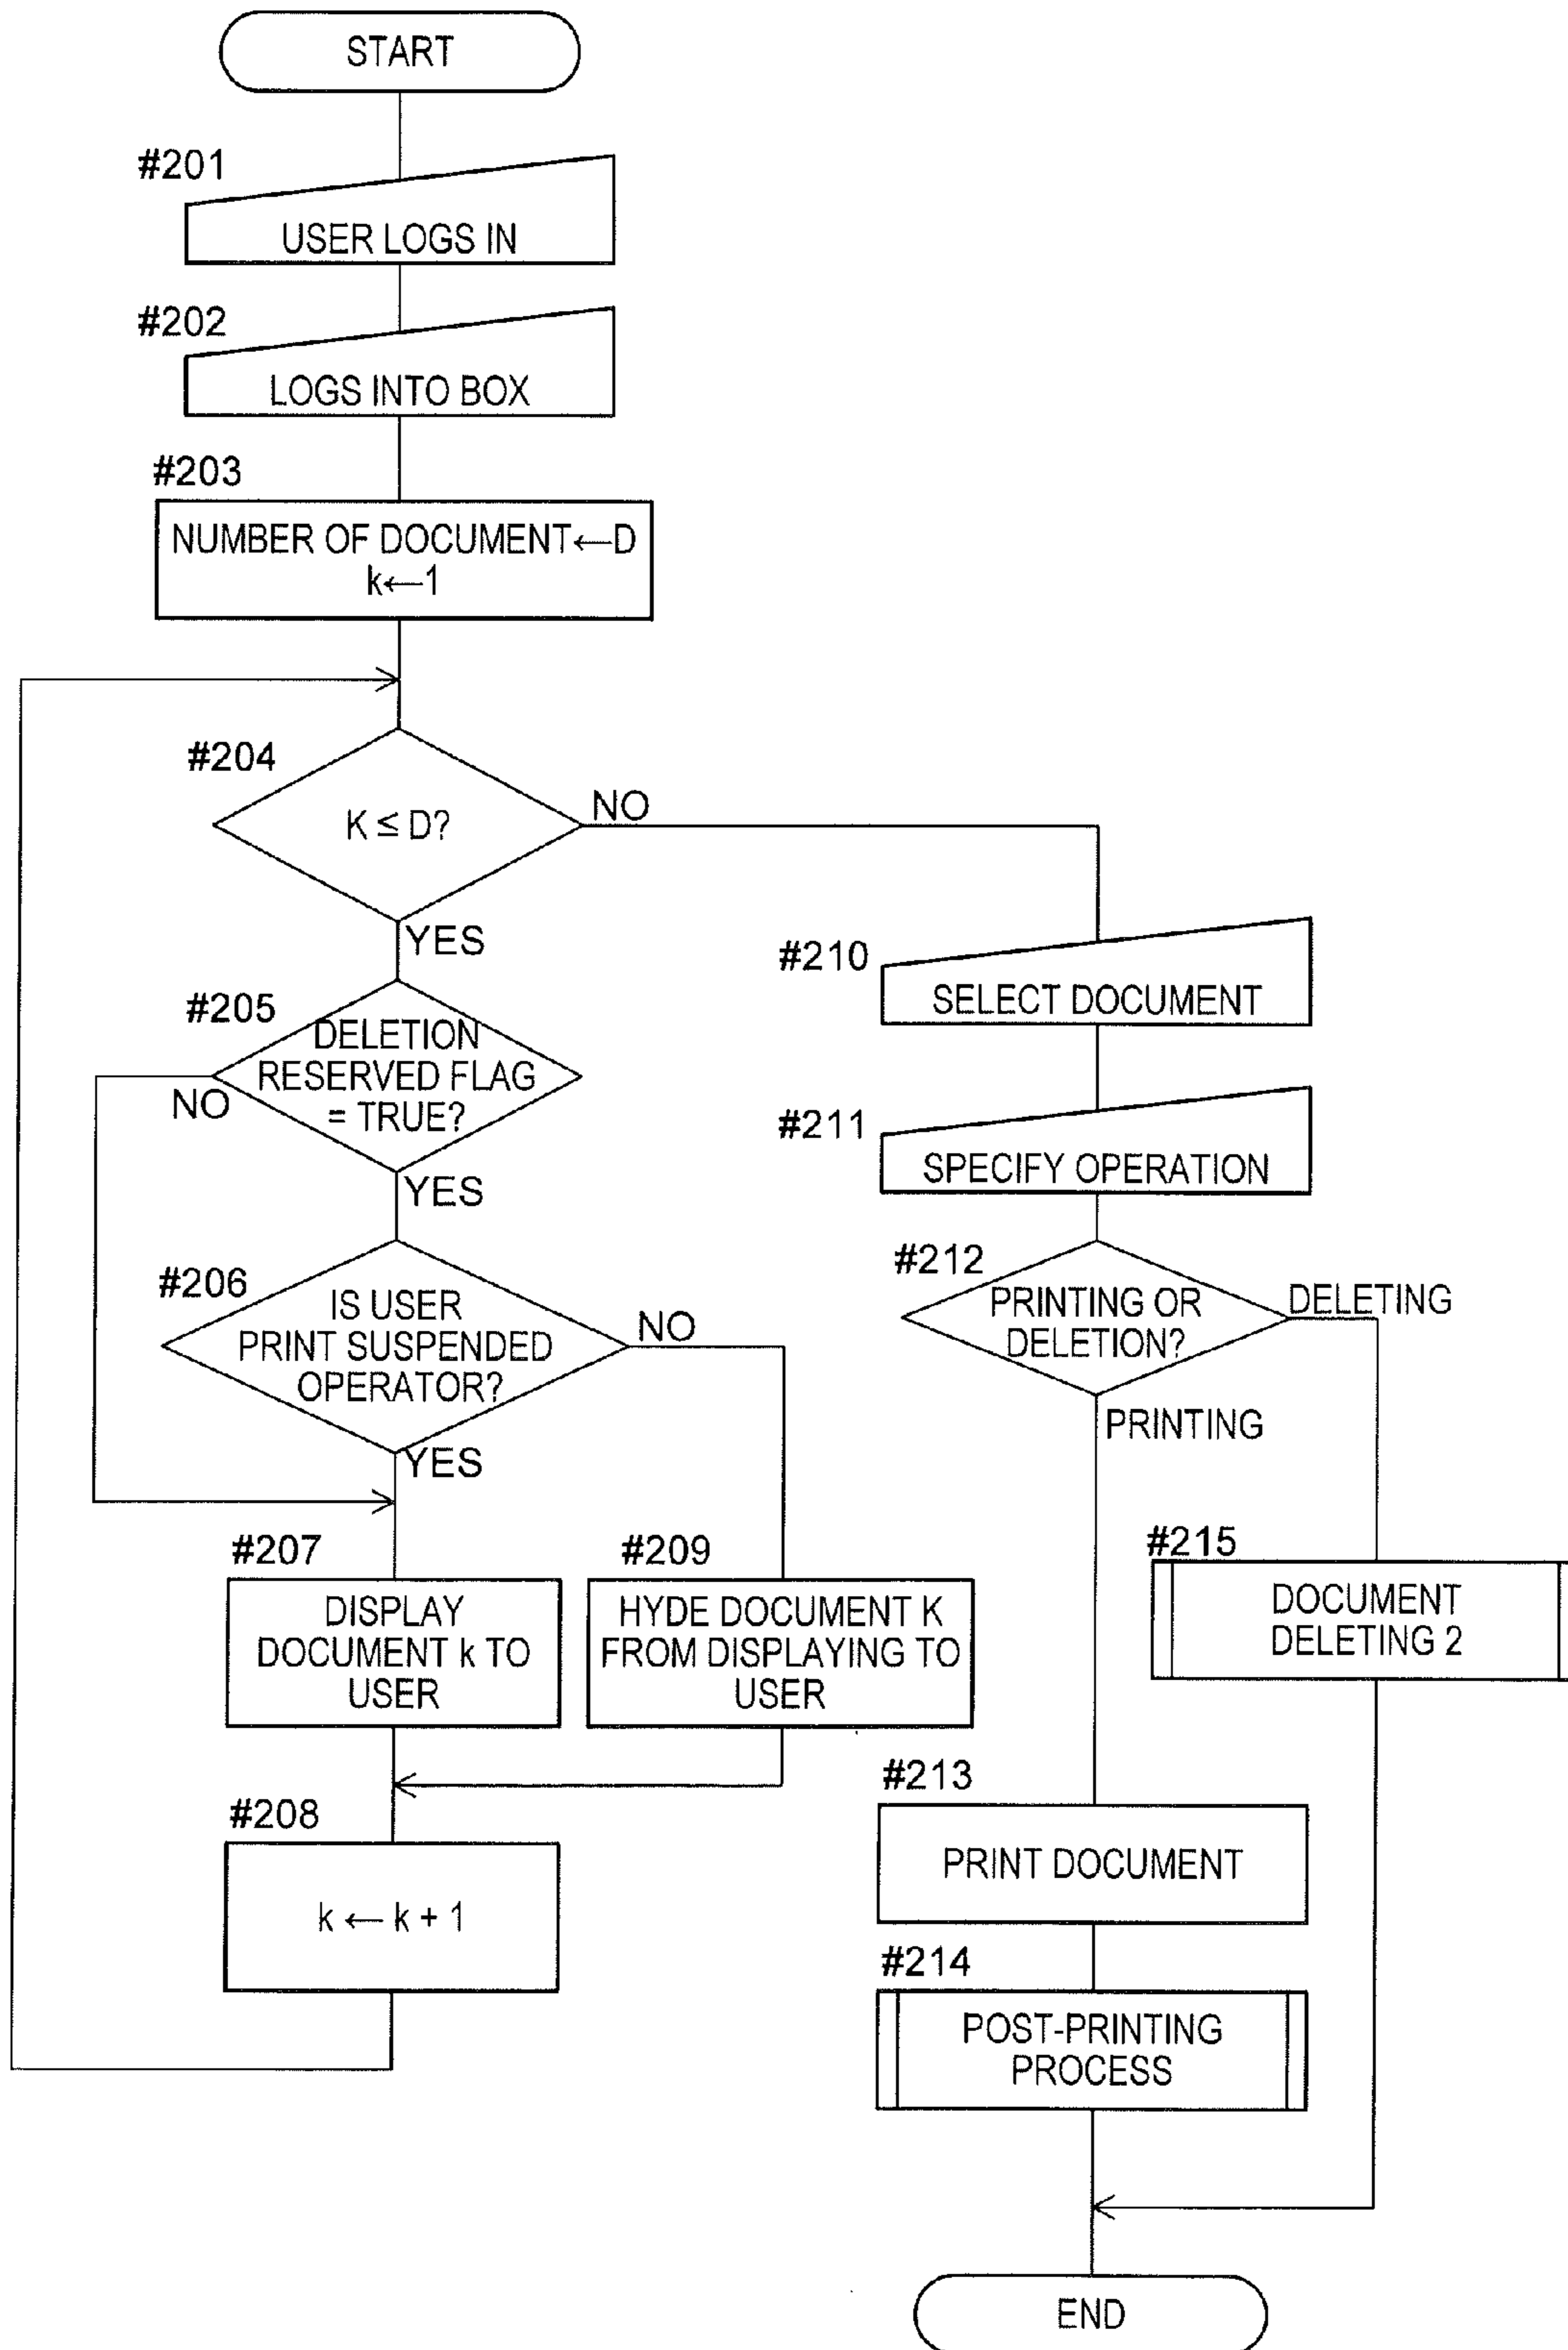 START
#201
USER LOGS IN
#202
LOGS INTO BOX
#203
NUMBER OF DOCUMENT←D
k←1
#204
K ≤ D?
NO
YES
#205
DELETION
RESERVED FLAG
= TRUE?
NO
YES
#206
IS USER
PRINT SUSPENDED
OPERATOR?
NO
YES
#207
DISPLAY
DOCUMENT k TO
USER
#209
HYDE DOCUMENT K
FROM DISPLAYING TO
USER
#208
k ← k + 1
#210
SELECT DOCUMENT
#211
SPECIFY OPERATION
#212
PRINTING OR
DELETION?
DELETING
PRINTING
#215
DOCUMENT
DELETING 2
#213
PRINT DOCUMENT
#214
POST-PRINTING
PROCESS
END